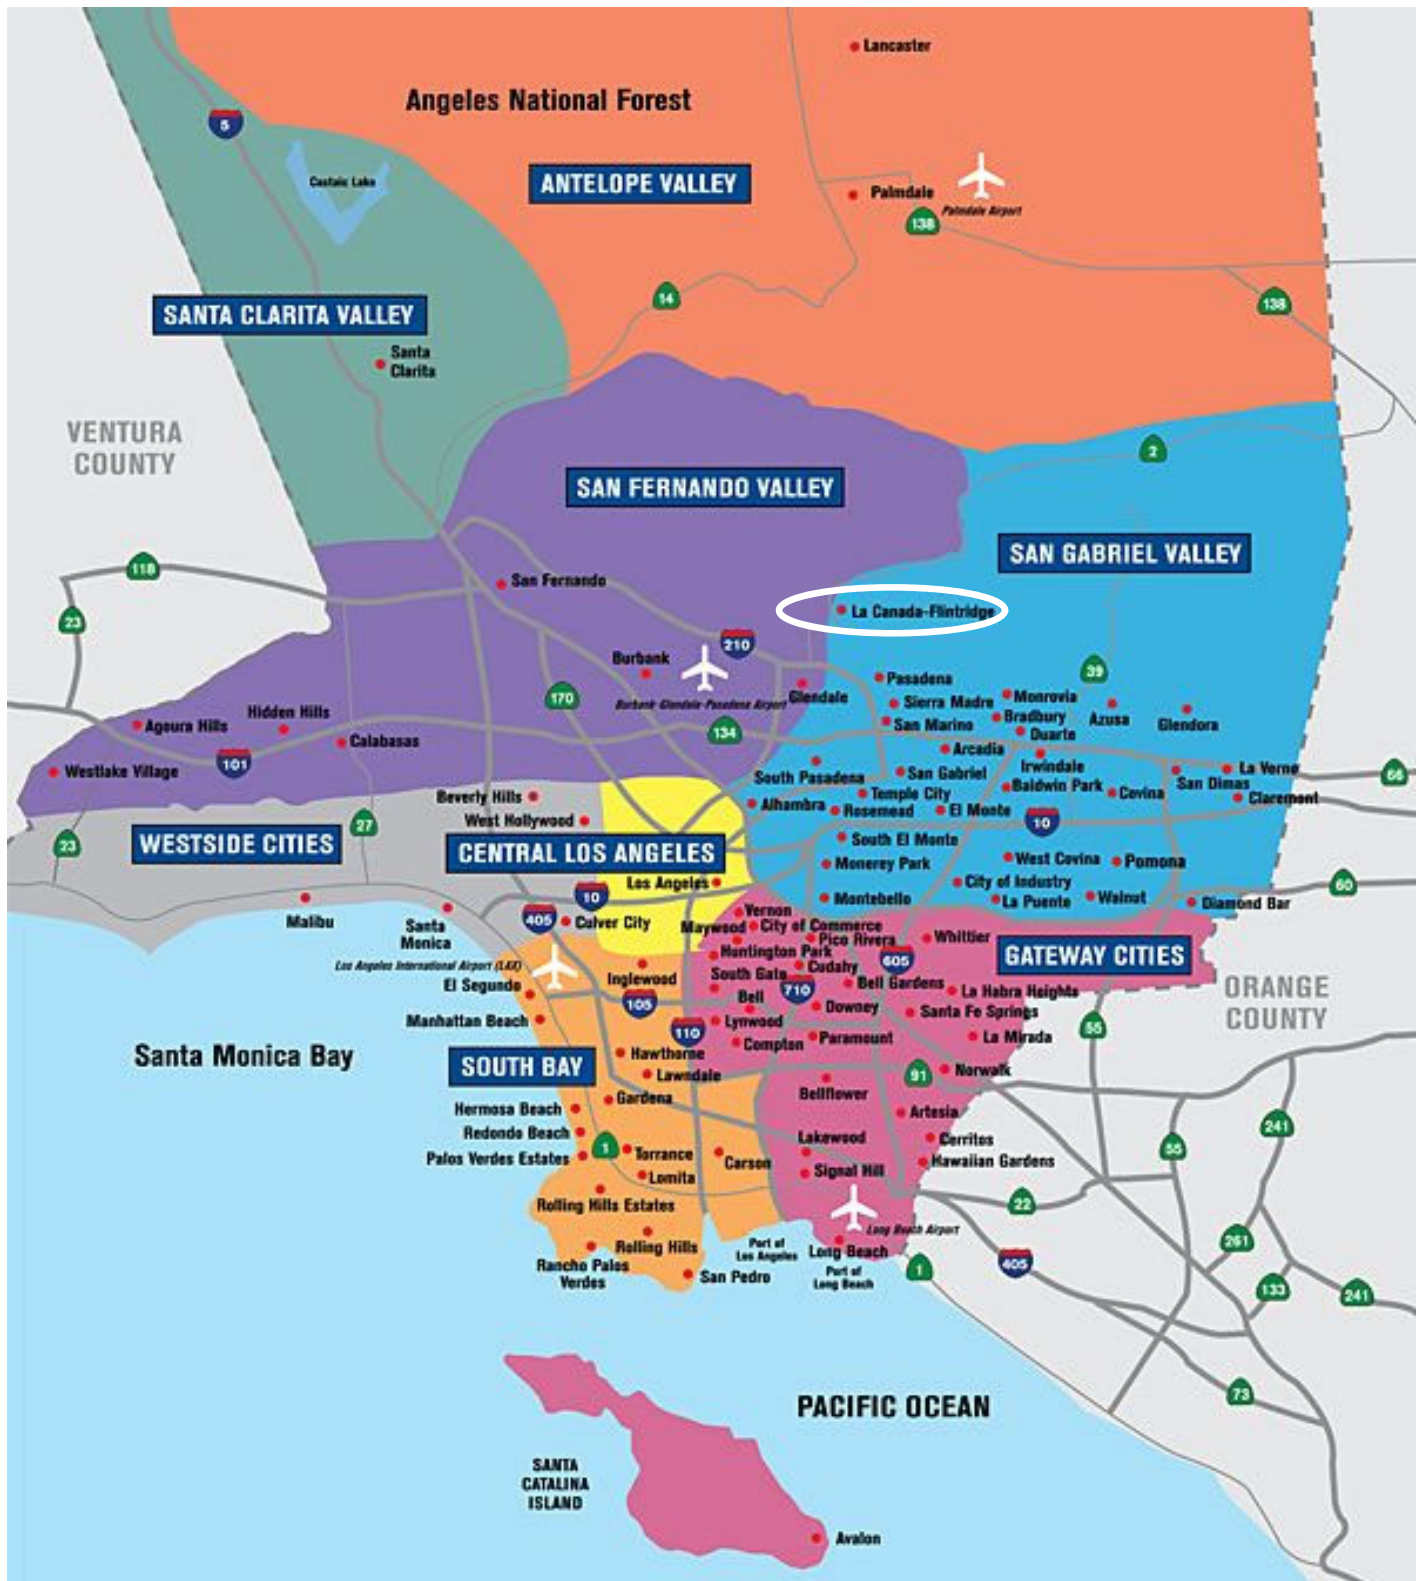 Lancaster
Angeles National Forest
5
Castaic Lake
ANTELOPE VALLEY
Palmdale
Palmdale Airport
138
14
138
SANTA CLARITA VALLEY
Santa
Clarita
VENTURA
COUNTY
2
SAN FERNANDO VALLEY
SAN GABRIEL VALLEY
118
San Fernando
23
La Canada-Flintridge
210
Burbank
39
Burbank-Glendale-Pasadena Airport
Glendale
170
Pasadena
Sierra Madre
Monrovia
Hidden Hills
Agoura Hills
San Marino
Bradbury
Azusa
Glendora
134
Duarte
Calabasas
Arcadia
101
Irwindale
Westlake Village
South Pasadena
San Gabriel
La Verne
66
Baldwin Park
San Dimas
Temple City
Covina
Claremont
Beverly Hills
Alhambra
Rosemead
El Monte
West Hollywood
10
27
23
WESTSIDE CITIES
CENTRAL LOS ANGELES
South El Monte
Monerey Park
West Covina
Pomona
Los Angeles
City of Industry
60
10
Montebello
La Puente
Walnut
Diamond Bar
Malibu
405
Culver City
Vernon
Santa
Monica
Maywood
City of Commerce
Pico Rivera
Whittier
Huntington Park
GATEWAY CITIES
Los Angeles International Airport (LAX)
605
Cudahy
Inglewood
South Gate
El Segundo
710
Bell Gardens
La Habra Heights
ORANGE
COUNTY
105
Bell
Downey
Santa Fe Springs
Manhattan Beach
Lynwood
110
55
Compton
Paramount
La Mirada
Santa Monica Bay
Hawthorne
SOUTH BAY
Lawndale
91
Norwalk
Bellflower
Gardena
Hermosa Beach
Artesia
241
Redondo Beach
Lakewood
Cerritos
1
55
Palos Verdes Estates
Torrance
Carson
Hawaiian Gardens
Signal Hill
Lomita
Rolling Hills Estates
22
Long Beach Airport
261
Port of
Los Angeles
Rolling Hills
Long Beach
Rancho Palos
Verdes
405
1
San Pedro
Port of
Long Beach
133
241
73
PACIFIC OCEAN
SANTA
CATALINA
ISLAND
Avalon